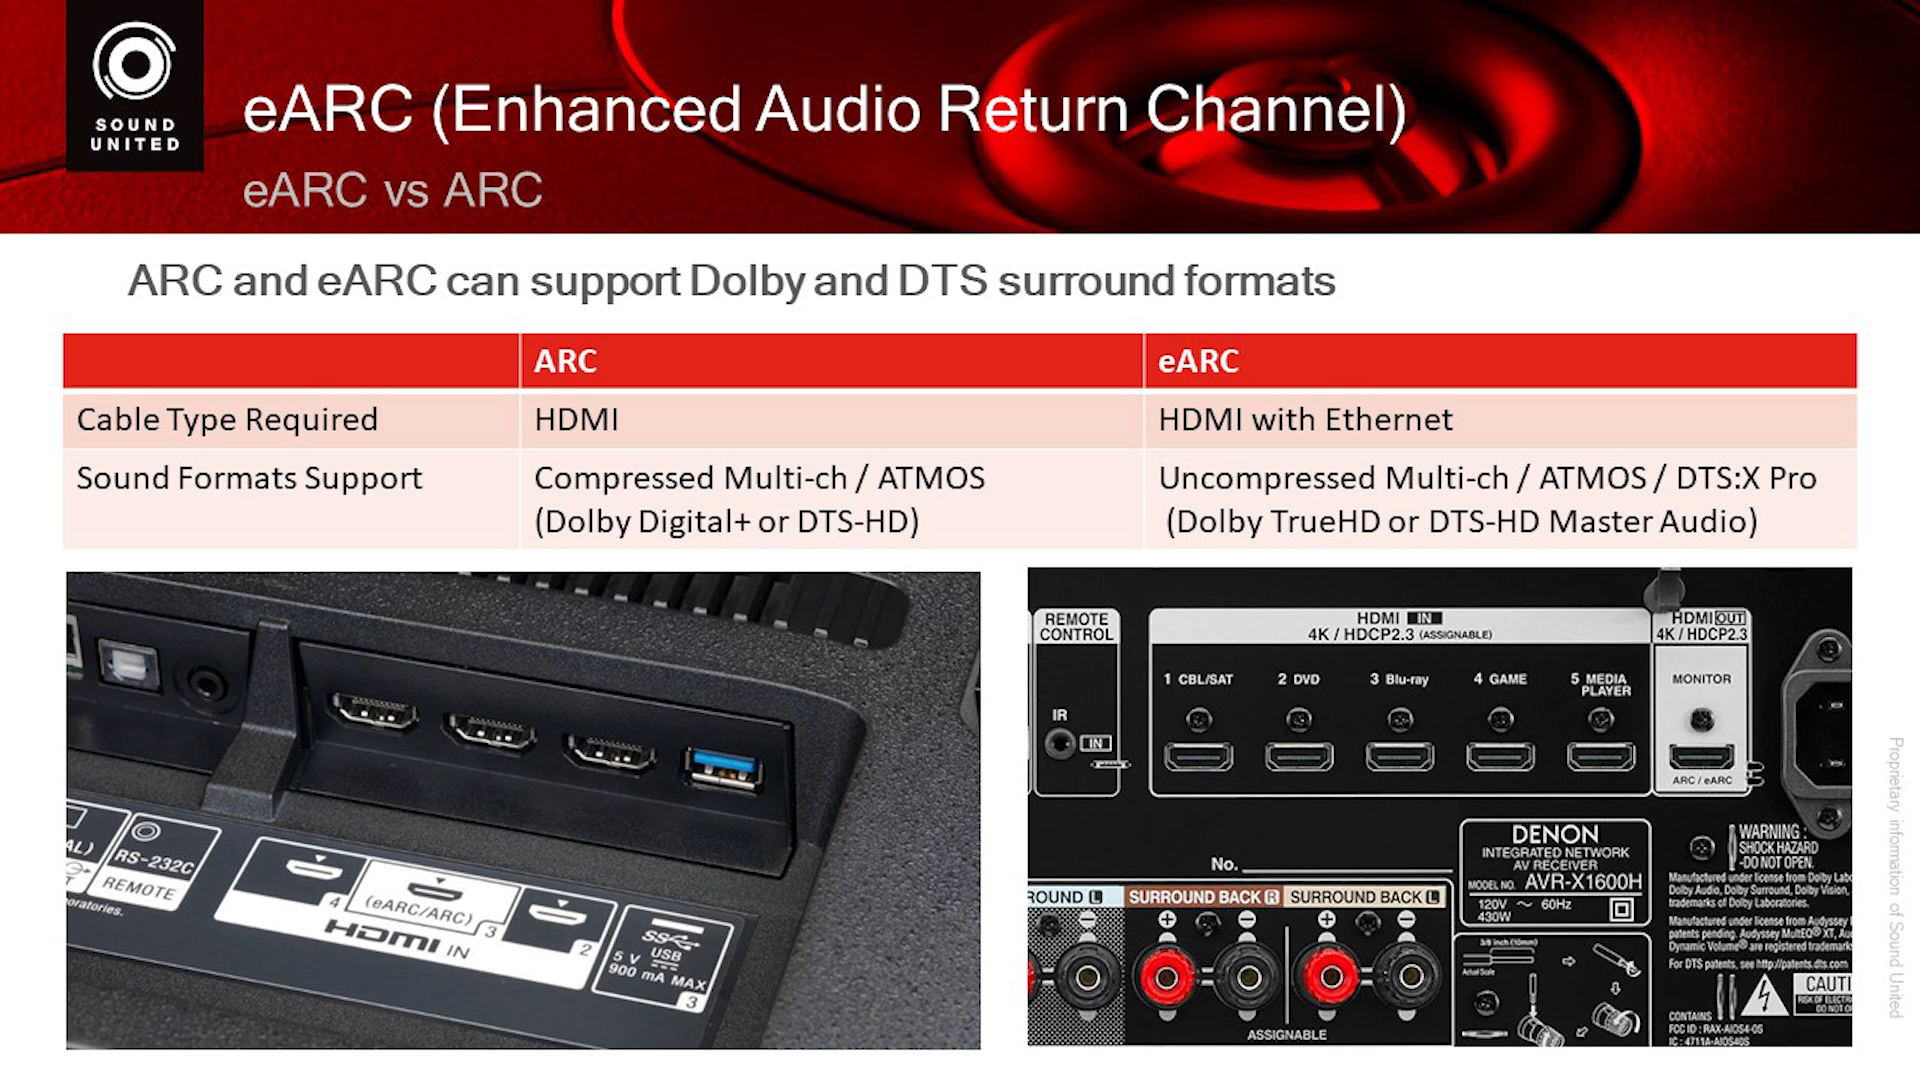 SOUND
UNITED
eARC (Enhanced Audio Return Channel)
eARC vs ARC
ARC and eARC can support Dolby and DTS surround formats
ARC eARC
Cable Type Required HDMI HDMI with Ethernet
Sound Formats Support Compressed Multi-ch / ATMOS Uncompressed Multi-ch / ATMOS / DTS:X Pro
(Dolby Digital+ or DTS-HD) (Dolby TrueHD or DTS-HD Master Audio)
AL)
RS-232C
REMOTE
oratories.
4
(eARC/ARC)
3
2
HDMI IN
SS
USB
5 V
900 mA MAX
3
REMOTE
CONTROL
IR
IN
HDMI IN
4K / HDCP2.3 (ASSIGNABLE)
1 CBL/SAT 2 DVD 3 Blu-ray 4 GAME 5 MEDIA
PLAYER
HDMI OUT
4K / HDCP2.3
MONITOR
ARC / eARC
No.
ROUND L SURROUND BACK R SURROUND BACK L
ASSIGNABLE
DENON
INTEGRATED NETWORK
AV RECEIVER
MODEL NO. AVR-X1600H
120V ~ 60Hz
430W
3/8 inch (10mm)
Actual Scale
WARNING :
SHOCK HAZARD
-DO NOT OPEN.
Manufactured under license from Dolby Labo
Dolby Audio, Dolby Surround, Dolby Vision,
trademarks of Dolby Laboratories.
Manufactured under license from Audyssey
patents pending. Audyssey MultEQ® XT, Au
Dynamic Volume® are registered trademark
For DTS patents, see http://patents.dts.com
CAUTI
RISK OF ELECTR
DO NOT O
CONTAINS
FCC ID : RAX-AIOS4-0S
IC : 4711A-AIOS40S
Proprietary information of Sound United